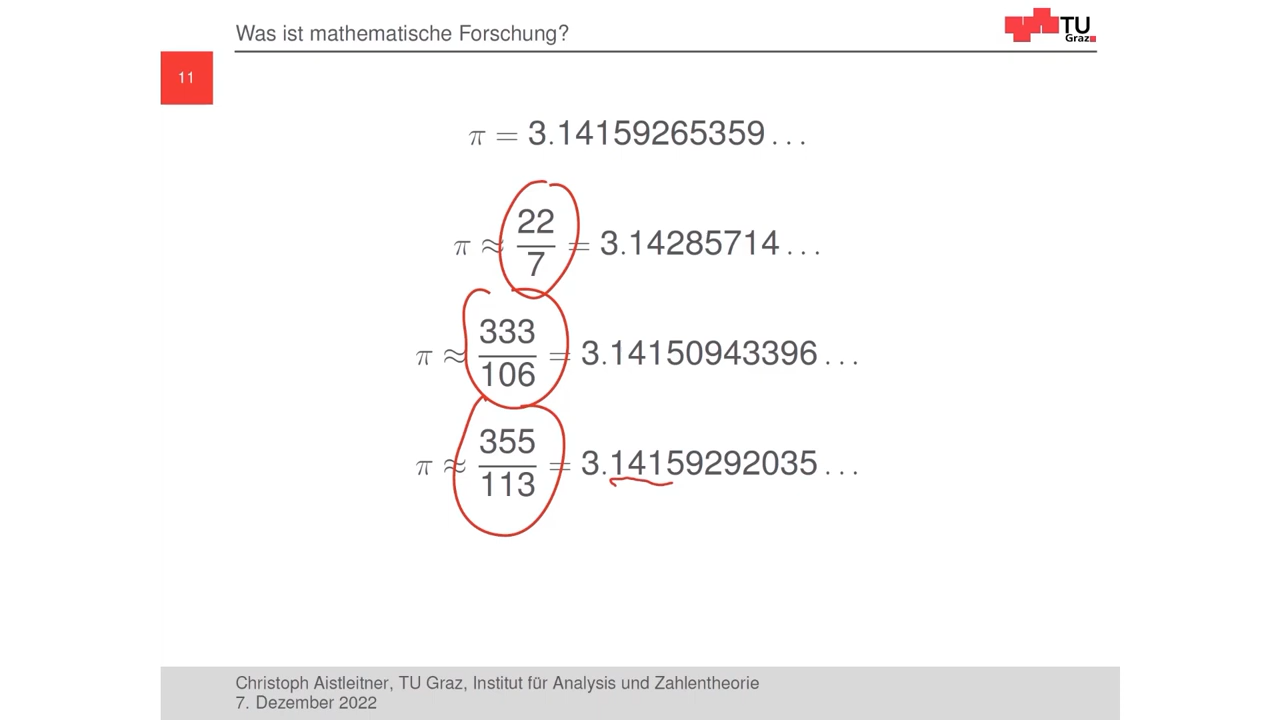 Was ist mathematische Forschung?
TU
Graz
11
π = 3.14159265359...
π ≈ 22/7 = 3.14285714...
π ≈ 333/106 = 3.14150943396...
π ≈ 355/113 = 3.14159292035...
Christoph Aistleitner, TU Graz, Institut für Analysis und Zahlentheorie
7. Dezember 2022